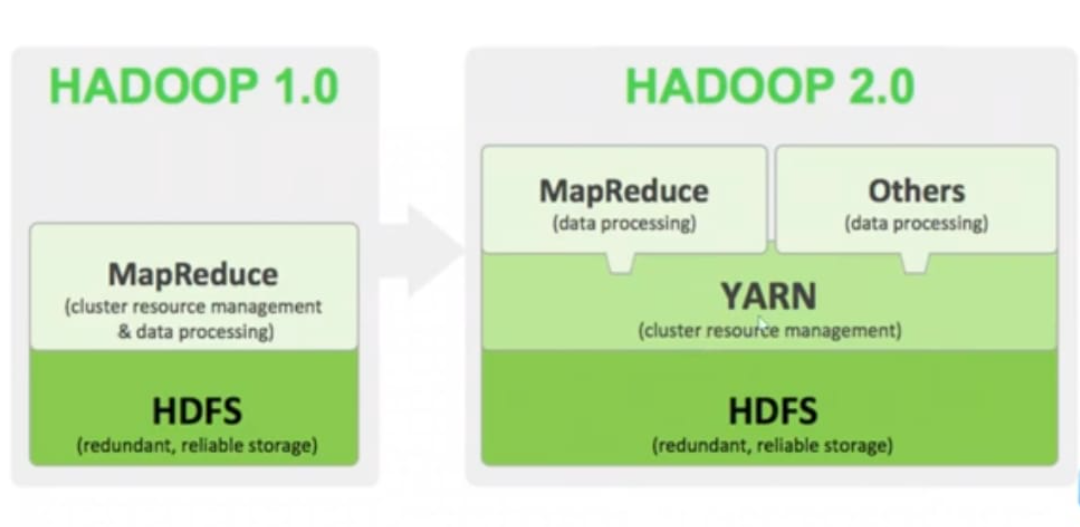 HADOOP 1.0
MapReduce
(cluster resource management
& data processing)
HDFS
(redundant, reliable storage)
HADOOP 2.0
MapReduce
(data processing)
Others
(data processing)
YARN
(cluster resource management)
HDFS
(redundant, reliable storage)